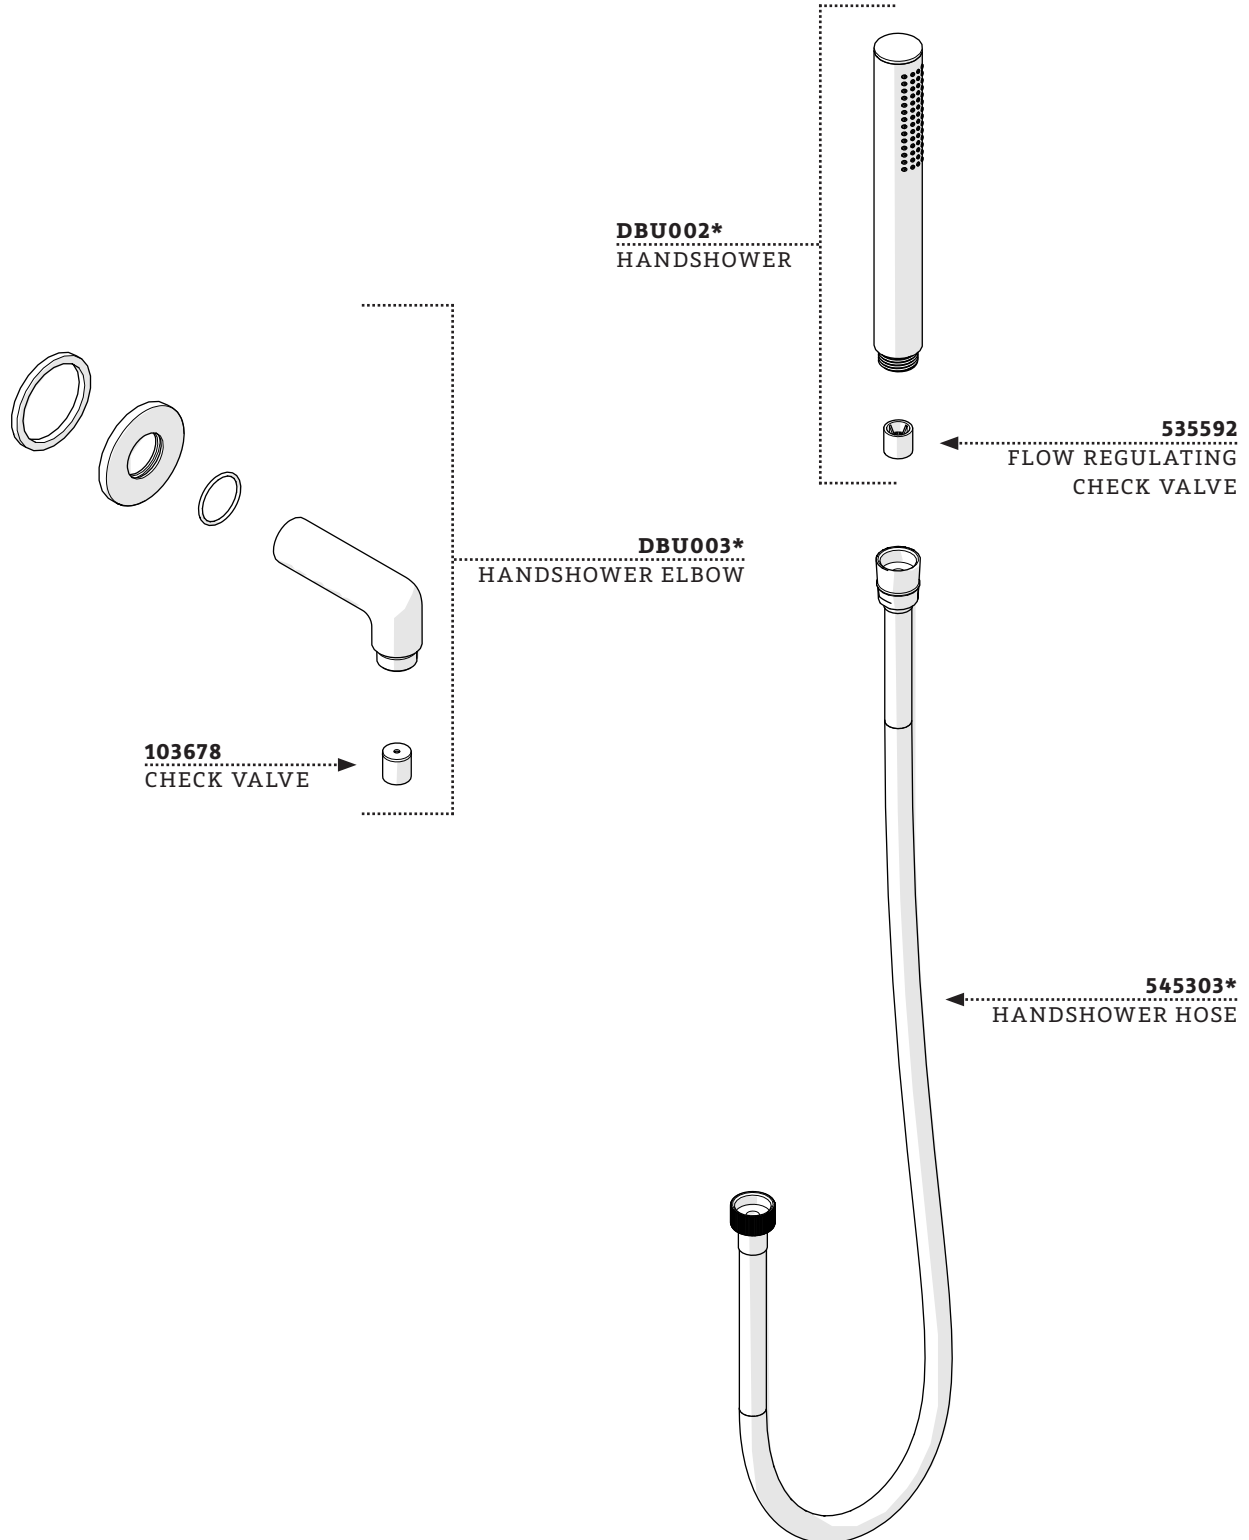 DBU002*
HANDSHOWER
535592
FLOW REGULATING
CHECK VALVE
DBU003*
HANDSHOWER ELBOW
103678
CHECK VALVE
545303*
HANDSHOWER HOSE